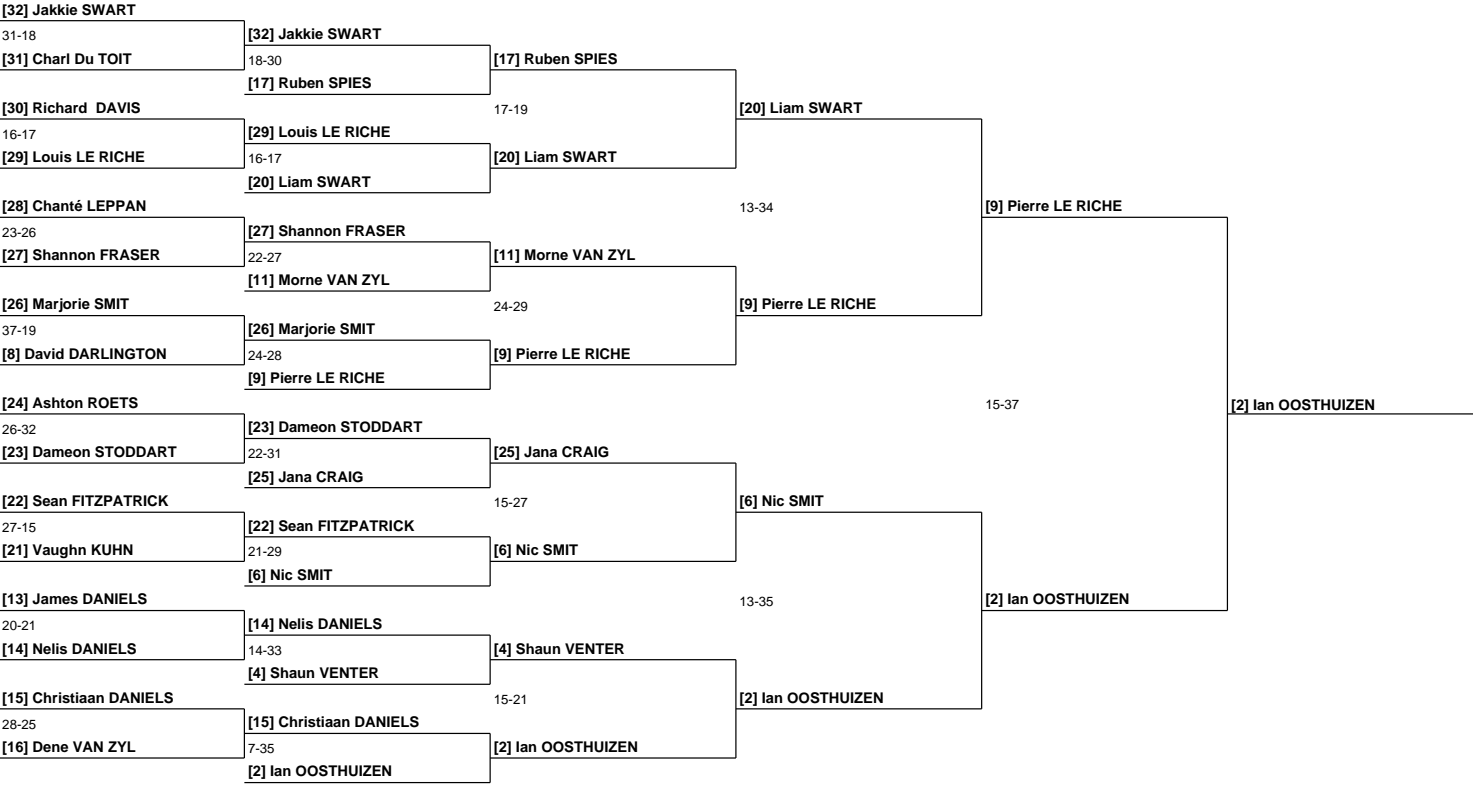 [32] Jakkie SWART
31-18
[31] Charl Du TOIT
[30] Richard  DAVIS
16-17
[29] Louis LE RICHE
[28] Chanté LEPPAN
23-26
[27] Shannon FRASER
[26] Marjorie SMIT
37-19
[8] David DARLINGTON
[24] Ashton ROETS
26-32
[23] Dameon STODDART
[22] Sean FITZPATRICK
27-15
[21] Vaughn KUHN
[13] James DANIELS
20-21
[14] Nelis DANIELS
[15] Christiaan DANIELS
28-25
[16] Dene VAN ZYL
[32] Jakkie SWART
18-30
[17] Ruben SPIES
[29] Louis LE RICHE
16-17
[20] Liam SWART
[27] Shannon FRASER
22-27
[11] Morne VAN ZYL
[26] Marjorie SMIT
24-28
[9] Pierre LE RICHE
[23] Dameon STODDART
22-31
[25] Jana CRAIG
[22] Sean FITZPATRICK
21-29
[6] Nic SMIT
[14] Nelis DANIELS
14-33
[4] Shaun VENTER
[15] Christiaan DANIELS
7-35
[2] Ian OOSTHUIZEN
[17] Ruben SPIES
17-19
[20] Liam SWART
[11] Morne VAN ZYL
24-29
[9] Pierre LE RICHE
[25] Jana CRAIG
15-27
[6] Nic SMIT
[4] Shaun VENTER
15-21
[2] Ian OOSTHUIZEN
[20] Liam SWART
13-34
[9] Pierre LE RICHE
[6] Nic SMIT
13-35
[2] Ian OOSTHUIZEN
[9] Pierre LE RICHE
15-37
[2] Ian OOSTHUIZEN
[2] Ian OOSTHUIZEN